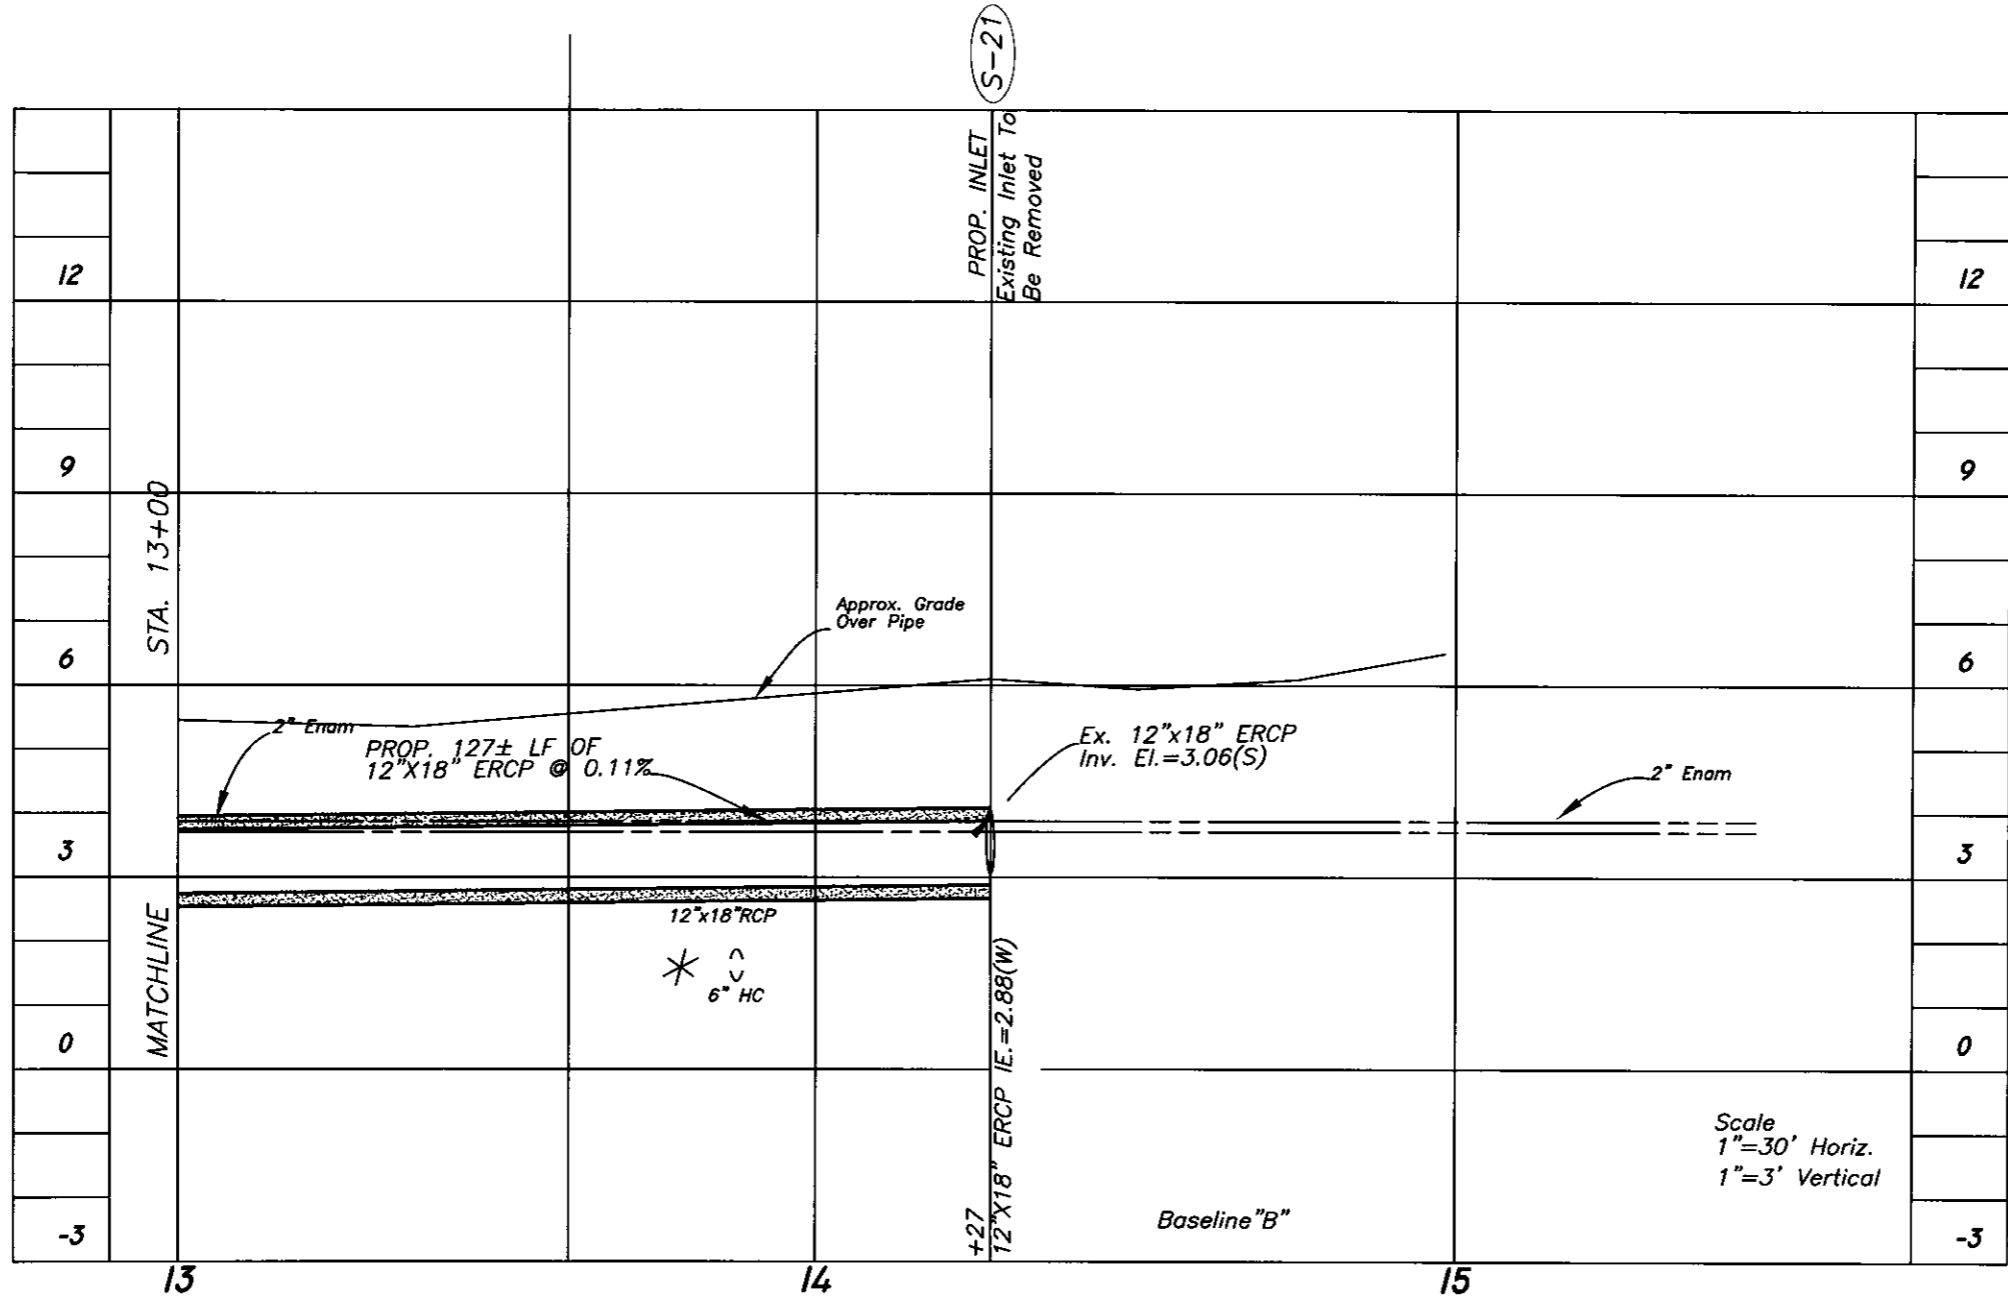 S-21
PROP. INLET
Existing Inlet To
Be Removed
12
12
9
9
STA. 13+00
Approx. Grade
Over Pipe
6
6
2" Enam
PROP. 127± LF OF
12"X18" ERCP @ 0.11%
Ex. 12"x18" ERCP
Inv. El.=3.06(S)
2" Enam
3
3
MATCHLINE
12"x18"RCP
6" HC
0
0
+27
12"X18" ERCP IE.=2.88(W)
Scale
1"=30' Horiz.
1"=3' Vertical
Baseline"B"
-3
-3
13
14
15